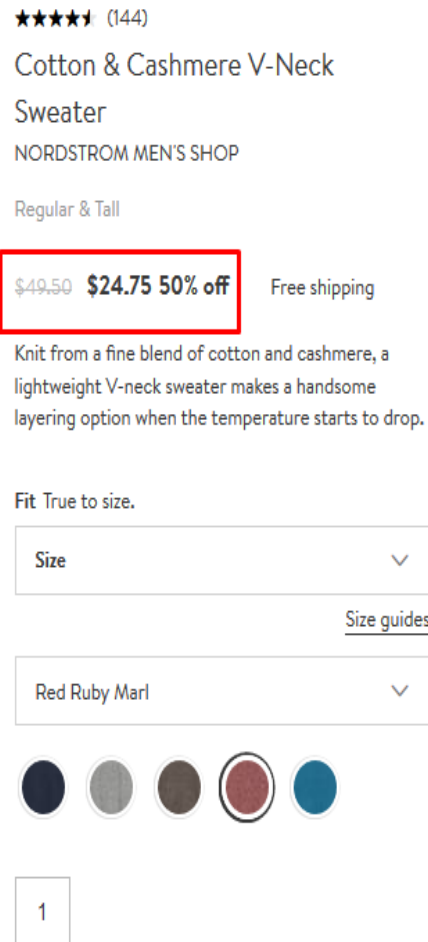 (144)
Cotton & Cashmere V-Neck
Sweater
NORDSTROM MEN'S SHOP
Regular & Tall
$49.50 $24.75 50% off Free shipping
Knit from a fine blend of cotton and cashmere, a
lightweight V-neck sweater makes a handsome
layering option when the temperature starts to drop.
Fit True to size.
Size
Size guides
Red Ruby Marl
1